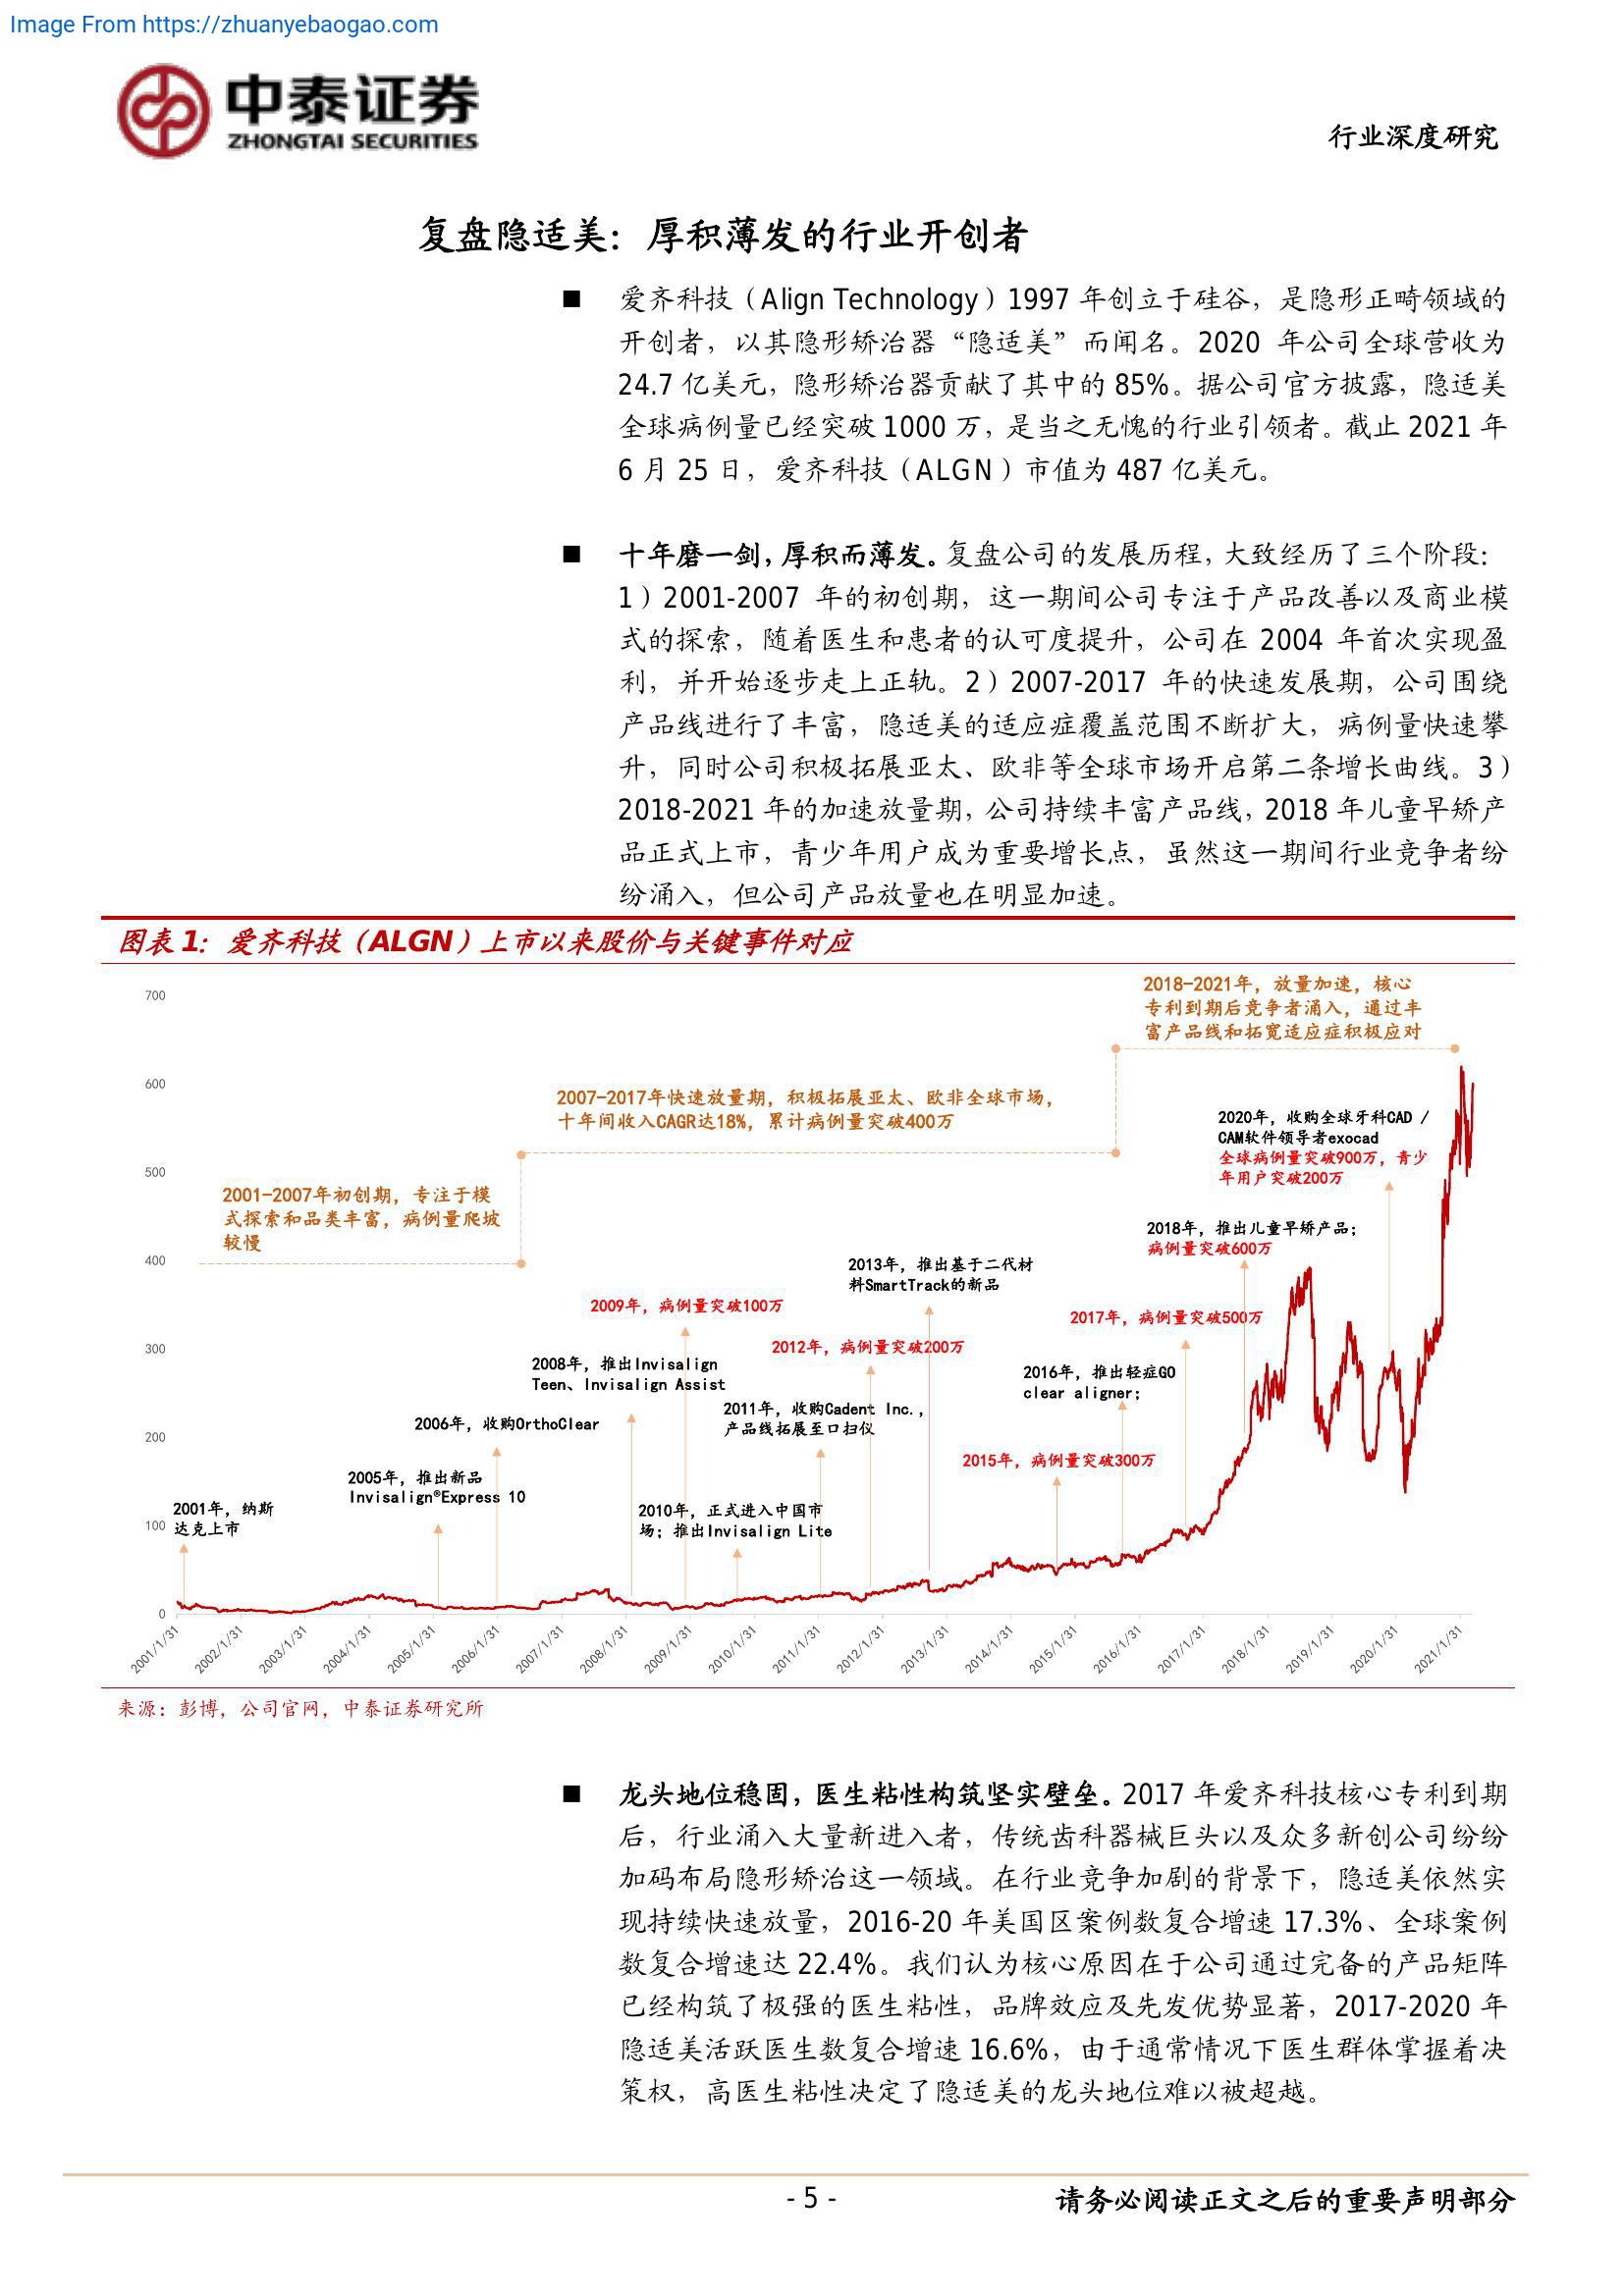 Image From https://zhuanyebaogao.com
中泰证券
ZHONGTAI SECURITIES
行业深度研究
复盘隐适美：厚积薄发的行业开创者
■ 爱齐科技（Align Technology）1997 年创立于硅谷，是隐形正畸领域的
开创者，以其隐形矫治器“隐适美”而闻名。2020 年公司全球营收为
24.7 亿美元，隐形矫治器贡献了其中的 85%。据公司官方披露，隐适美
全球病例量已经突破 1000 万，是当之无愧的行业引领者。截止 2021 年
6 月 25 日，爱齐科技（ALGN）市值为 487 亿美元。
■ 十年磨一剑，厚积而薄发。复盘公司的发展历程，大致经历了三个阶段：
1）2001-2007 年的初创期，这一期间公司专注于产品改善以及商业模
式的探索，随着医生和患者的认可度提升，公司在 2004 年首次实现盈
利，并开始逐步走上正轨。2）2007-2017 年的快速发展期，公司围绕
产品线进行了丰富，隐适美的适应症覆盖范围不断扩大，病例量快速攀
升，同时公司积极拓展亚太、欧非等全球市场开启第二条增长曲线。3）
2018-2021 年的加速放量期，公司持续丰富产品线，2018 年儿童早矫产
品正式上市，青少年用户成为重要增长点，虽然这一期间行业竞争者纷
纷涌入，但公司产品放量也在明显加速。
图表 1：爱齐科技（ALGN）上市以来股价与关键事件对应
700
600
500
400
300
200
100
0
2018-2021年，放量加速，核心
专利到期后竞争者涌入，通过丰
富产品线和拓宽适应症积极应对
2007-2017年快速放量期，积极拓展亚太、欧非全球市场，
十年间收入CAGR达18%，累计病例量突破400万
2001-2007年初创期，专注于模
式探索和品类丰富，病例量爬坡
较慢
2020年，收购全球牙科CAD /
CAM软件领导者exocad
全球病例量突破900万，青少
年用户突破200万
2018年，推出儿童早矫产品；
病例量突破600万
2013年，推出基于二代材
料SmartTrack的新品
2009年，病例量突破100万
2017年，病例量突破500万
2012年，病例量突破200万
2008年，推出Invisalign
Teen、Invisalign Assist
2016年，推出轻症GO
clear aligner；
2011年，收购Cadent Inc.，
产品线拓展至口扫仪
2006年，收购OrthoClear
2015年，病例量突破300万
2005年，推出新品
Invisalign®Express 10
2010年，正式进入中国市
场；推出Invisalign Lite
2001年，纳斯
达克上市
2001/1/31
2002/1/31
2003/1/31
2004/1/31
2005/1/31
2006/1/31
2007/1/31
2008/1/31
2009/1/31
2010/1/31
2011/1/31
2012/1/31
2013/1/31
2014/1/31
2015/1/31
2016/1/31
2017/1/31
2018/1/31
2019/1/31
2020/1/31
2021/1/31
来源：彭博，公司官网，中泰证券研究所
■ 龙头地位稳固，医生粘性构筑坚实壁垒。2017 年爱齐科技核心专利到期
后，行业涌入大量新进入者，传统齿科器械巨头以及众多新创公司纷纷
加码布局隐形矫治这一领域。在行业竞争加剧的背景下，隐适美依然实
现持续快速放量，2016-20 年美国区案例数复合增速 17.3%、全球案例
数复合增速达 22.4%。我们认为核心原因在于公司通过完备的产品矩阵
已经构筑了极强的医生粘性，品牌效应及先发优势显著，2017-2020 年
隐适美活跃医生数复合增速 16.6%，由于通常情况下医生群体掌握着决
策权，高医生粘性决定了隐适美的龙头地位难以被超越。
- 5 -
请务必阅读正文之后的重要声明部分